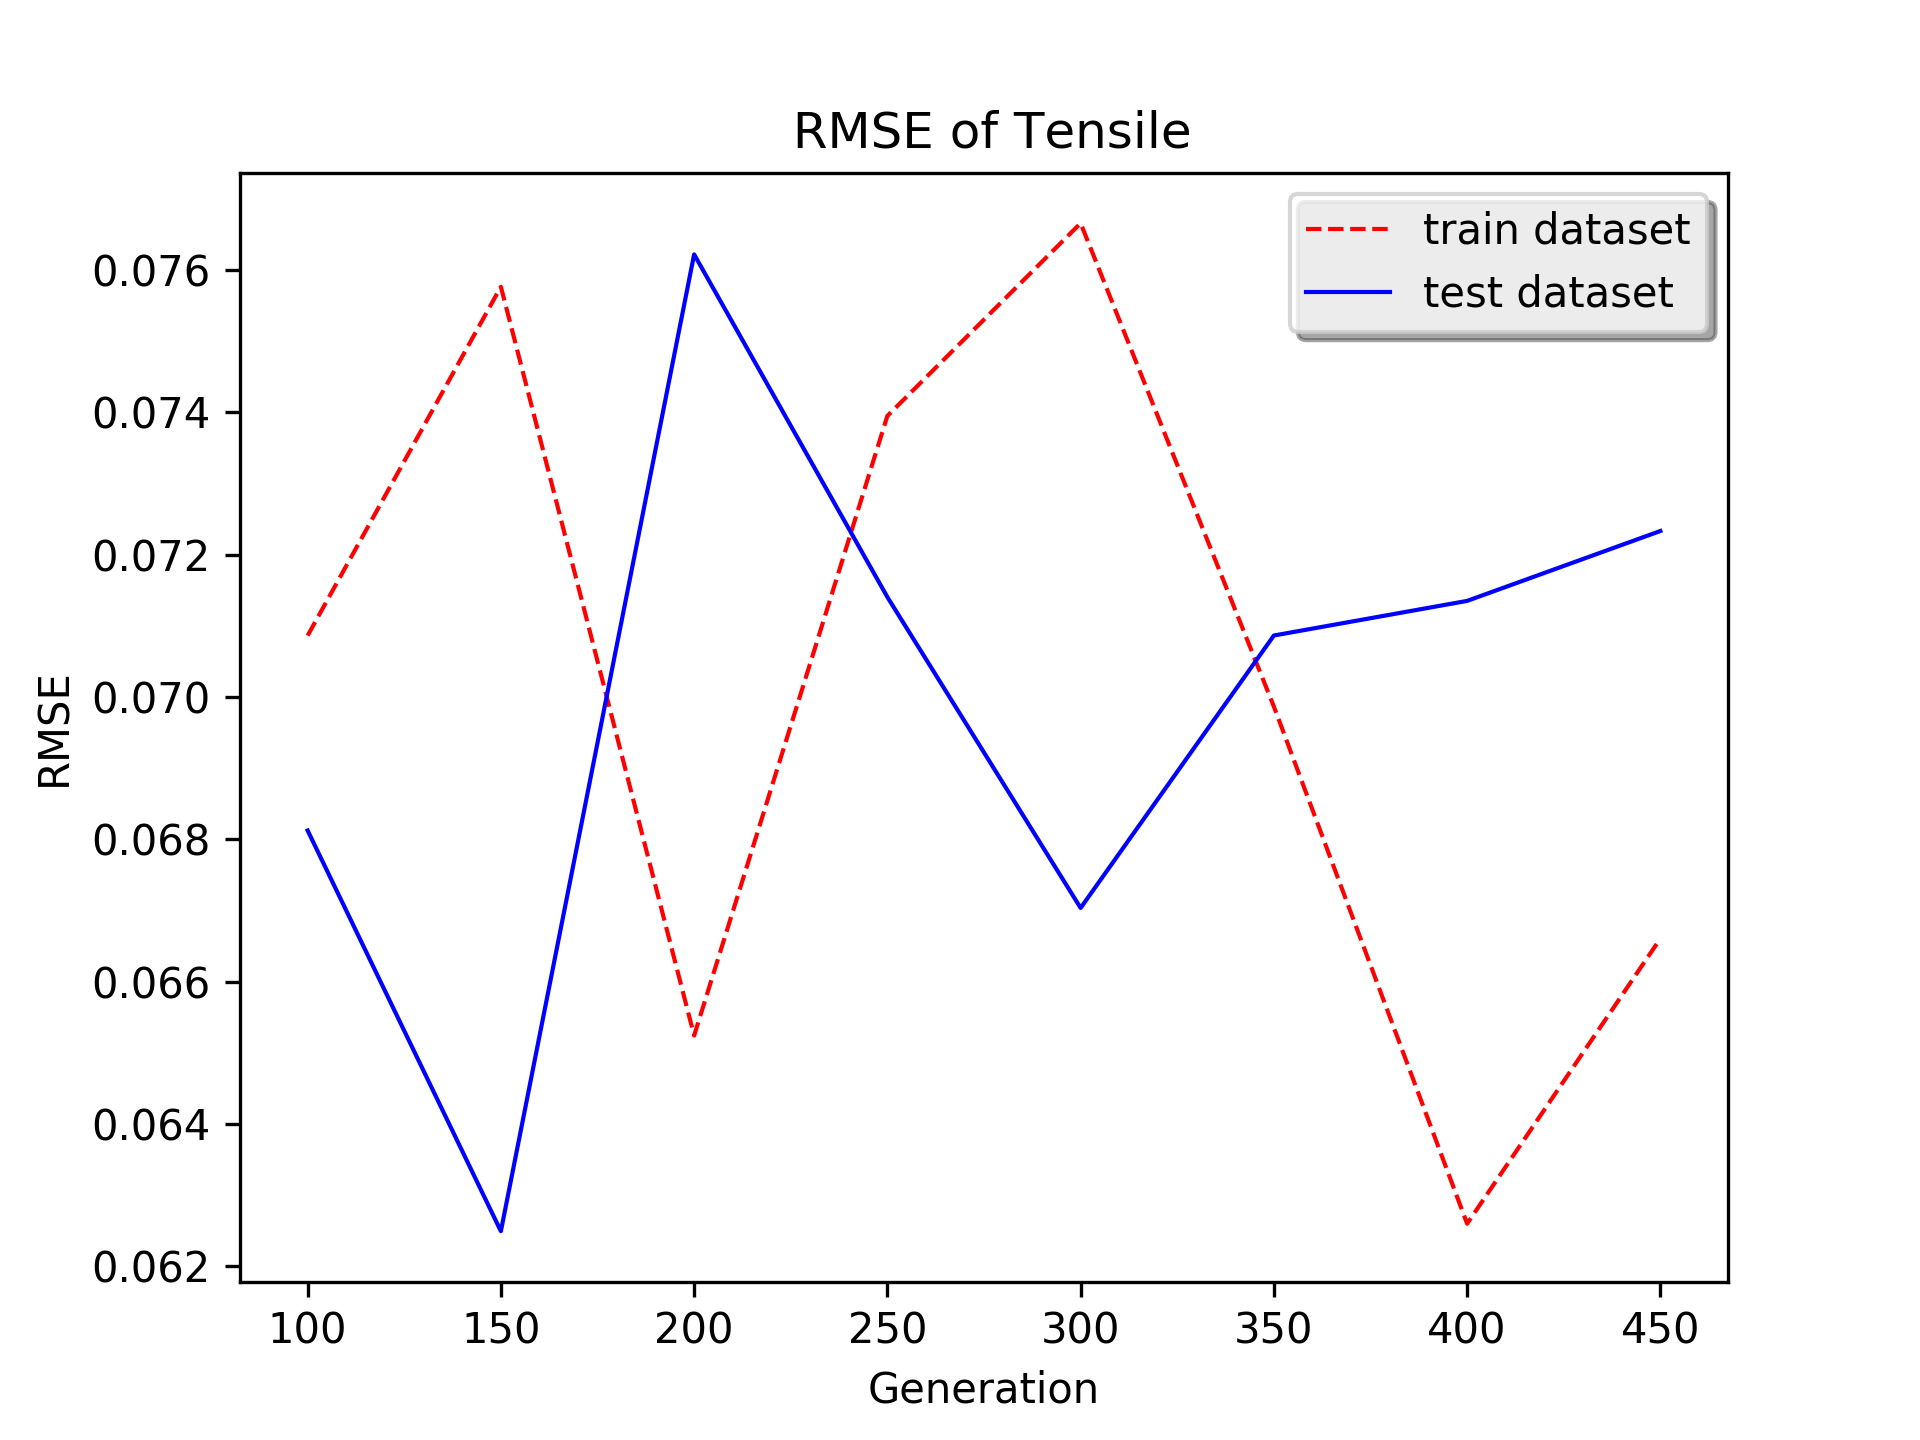 RMSE of Tensile
train dataset
test dataset
0.076
0.074
0.072
0.070
0.068
0.066
0.064
0.062
RMSE
100 150 200 250 300 350 400 450
Generation